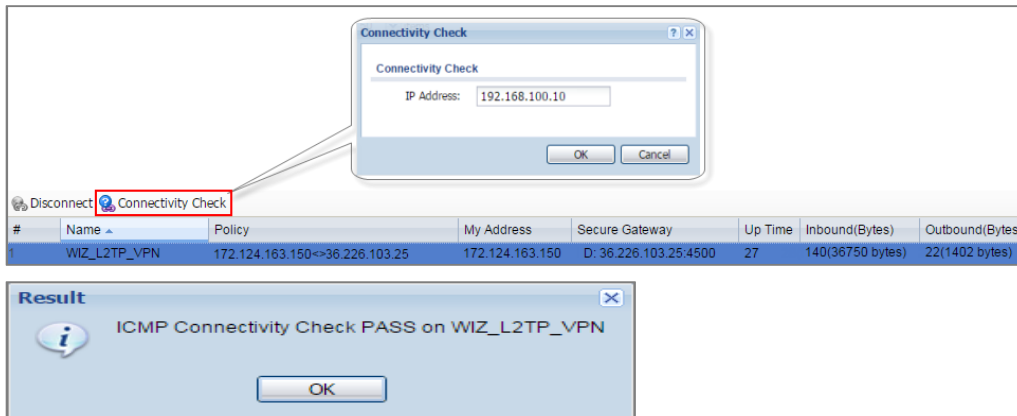 Connectivity Check
Connectivity Check
IP Address: 192.168.100.10
OK Cancel
Disconnect Connectivity Check
# Name Policy My Address Secure Gateway Up Time Inbound(Bytes) Outbound(Bytes
1 WIZ_L2TP_VPN 172.124.163.150<>36.226.103.25 172.124.163.150 D: 36.226.103.25:4500 27 140(36750 bytes) 22(1402 bytes)
Result
ICMP Connectivity Check PASS on WIZ_L2TP_VPN
OK